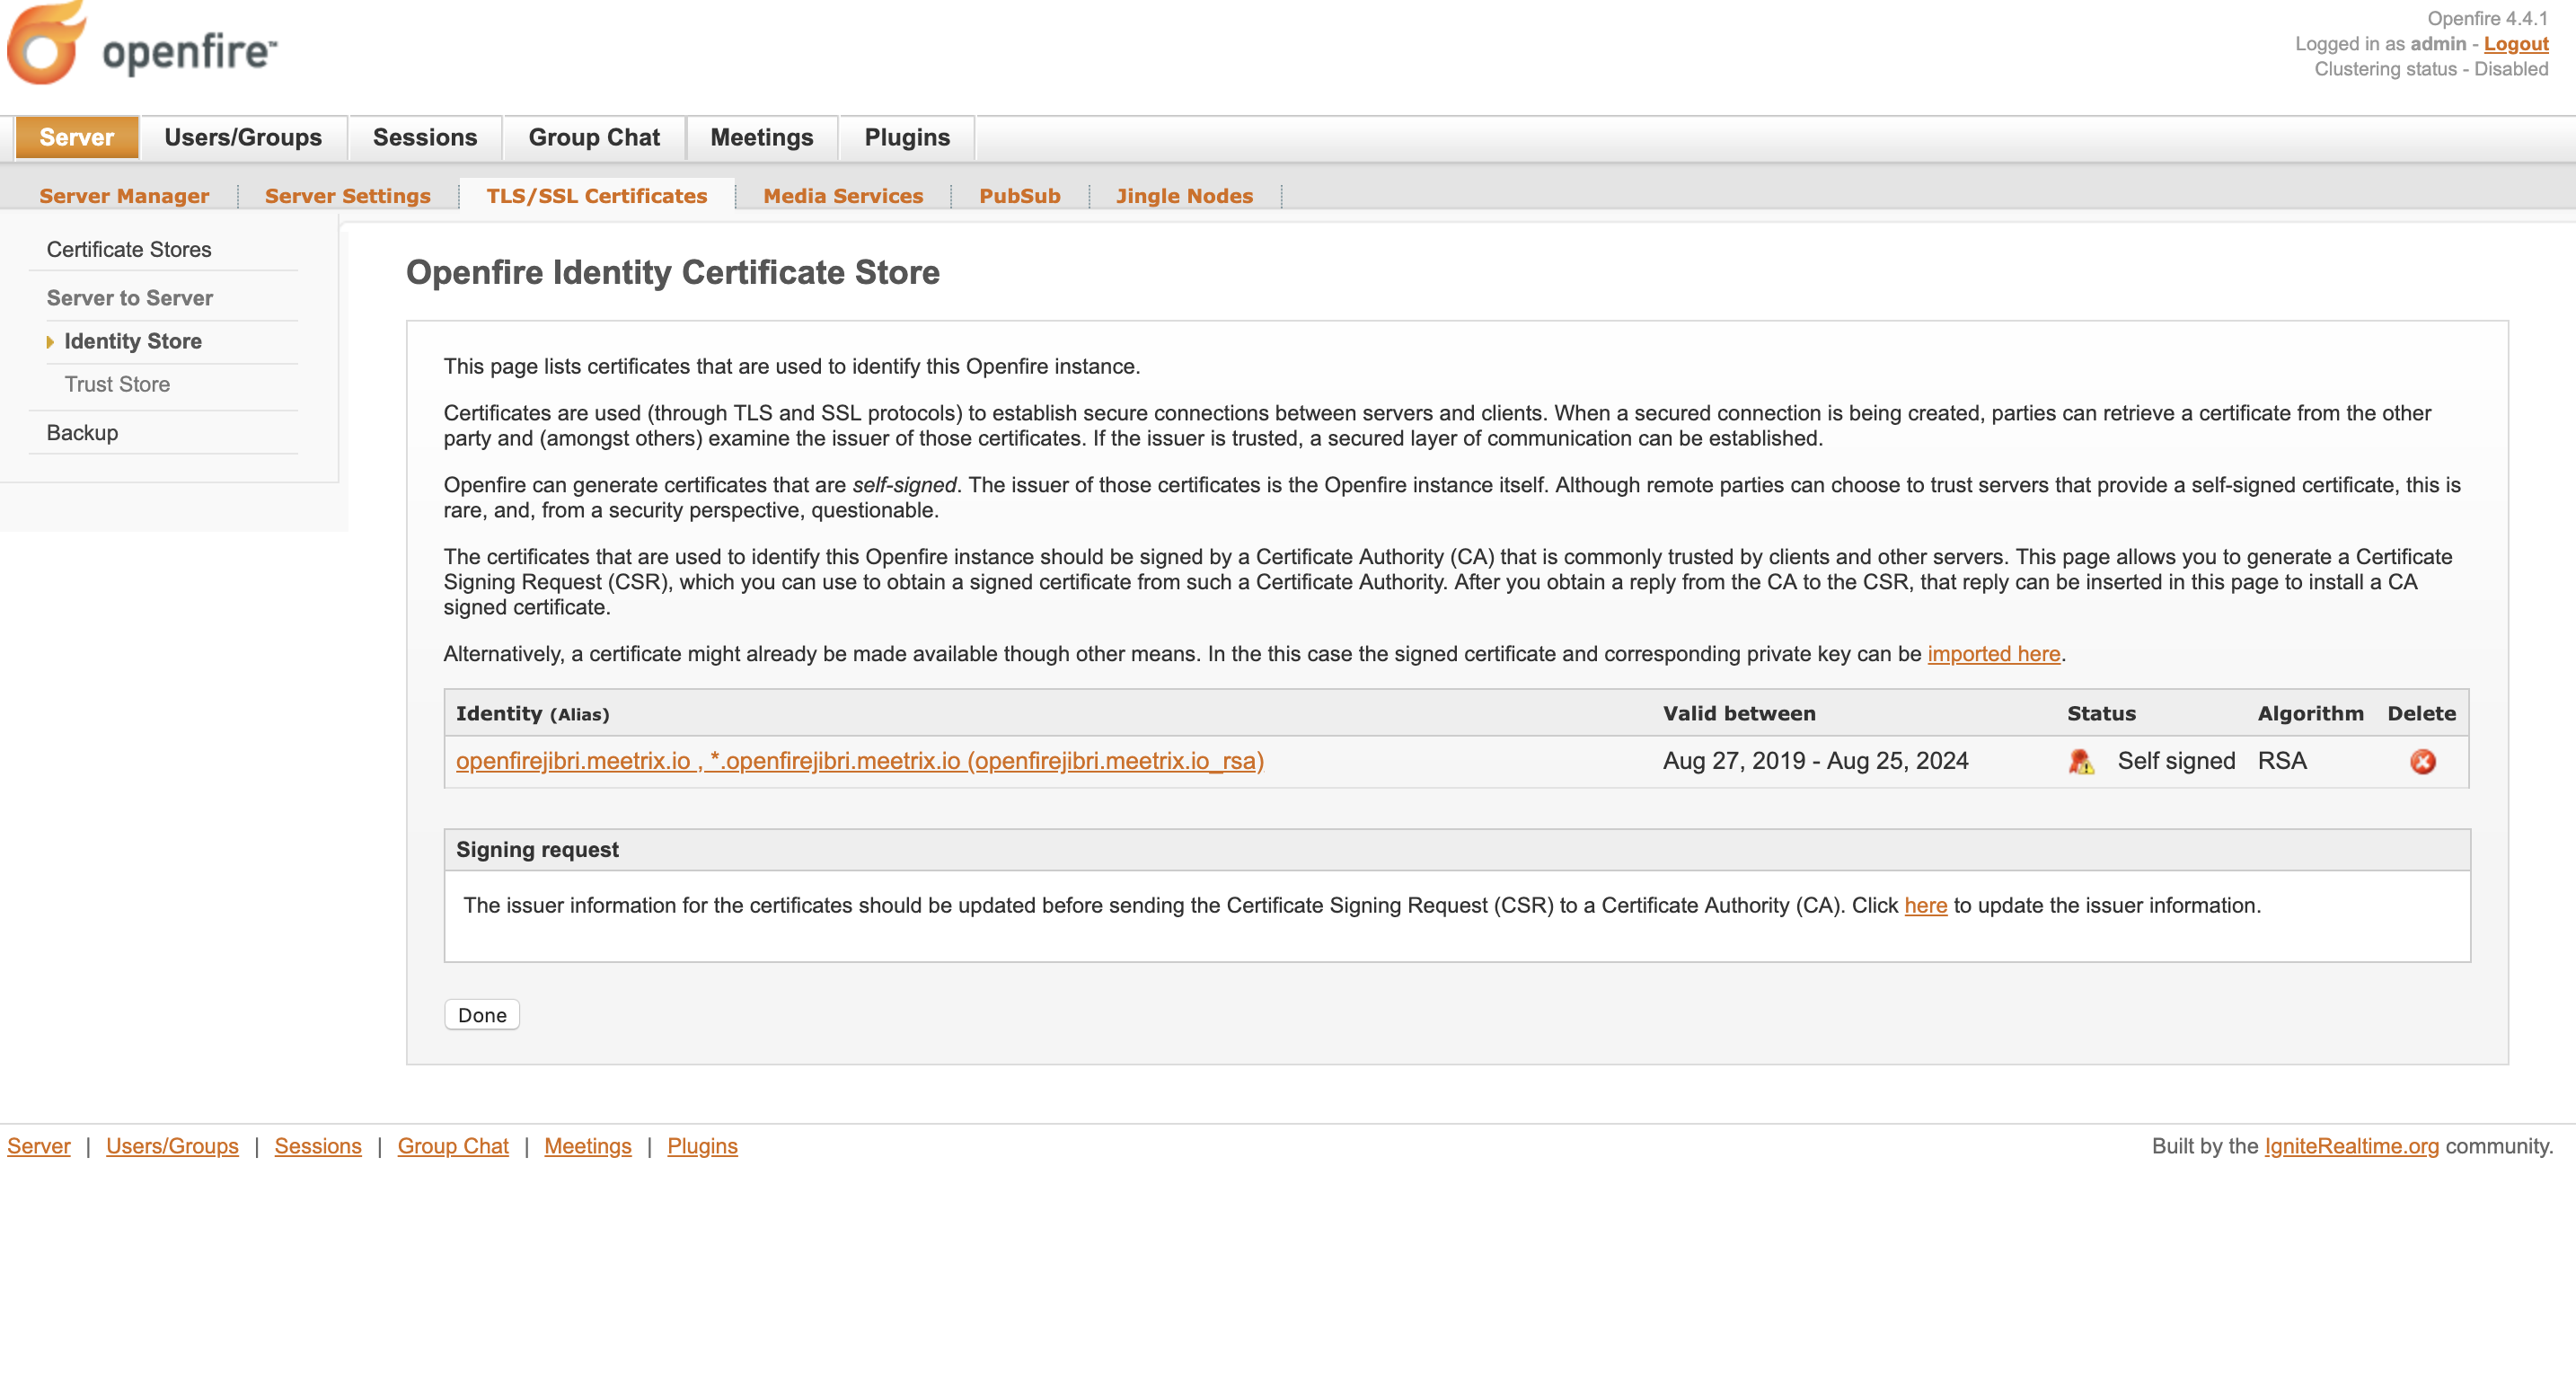 openfire™
Openfire 4.4.1
Logged in as admin - Logout
Clustering status - Disabled
Server Users/Groups Sessions Group Chat Meetings Plugins
Server Manager Server Settings TLS/SSL Certificates Media Services PubSub Jingle Nodes
Certificate Stores
Server to Server
Identity Store
Trust Store
Backup
Openfire Identity Certificate Store
This page lists certificates that are used to identify this Openfire instance.
Certificates are used (through TLS and SSL protocols) to establish secure connections between servers and clients. When a secured connection is being created, parties can retrieve a certificate from the other
party and (amongst others) examine the issuer of those certificates. If the issuer is trusted, a secured layer of communication can be established.
Openfire can generate certificates that are self-signed. The issuer of those certificates is the Openfire instance itself. Although remote parties can choose to trust servers that provide a self-signed certificate, this is
rare, and, from a security perspective, questionable.
The certificates that are used to identify this Openfire instance should be signed by a Certificate Authority (CA) that is commonly trusted by clients and other servers. This page allows you to generate a Certificate
Signing Request (CSR), which you can use to obtain a signed certificate from such a Certificate Authority. After you obtain a reply from the CA to the CSR, that reply can be inserted in this page to install a CA
signed certificate.
Alternatively, a certificate might already be made available though other means. In the this case the signed certificate and corresponding private key can be imported here.
Identity (Alias) Valid between Status Algorithm Delete
openfirejibri.meetrix.io , *.openfirejibri.meetrix.io (openfirejibri.meetrix.io_rsa) Aug 27, 2019 - Aug 25, 2024 Self signed RSA
Signing request
The issuer information for the certificates should be updated before sending the Certificate Signing Request (CSR) to a Certificate Authority (CA). Click here to update the issuer information.
Done
Server | Users/Groups | Sessions | Group Chat | Meetings | Plugins
Built by the IgniteRealtime.org community.